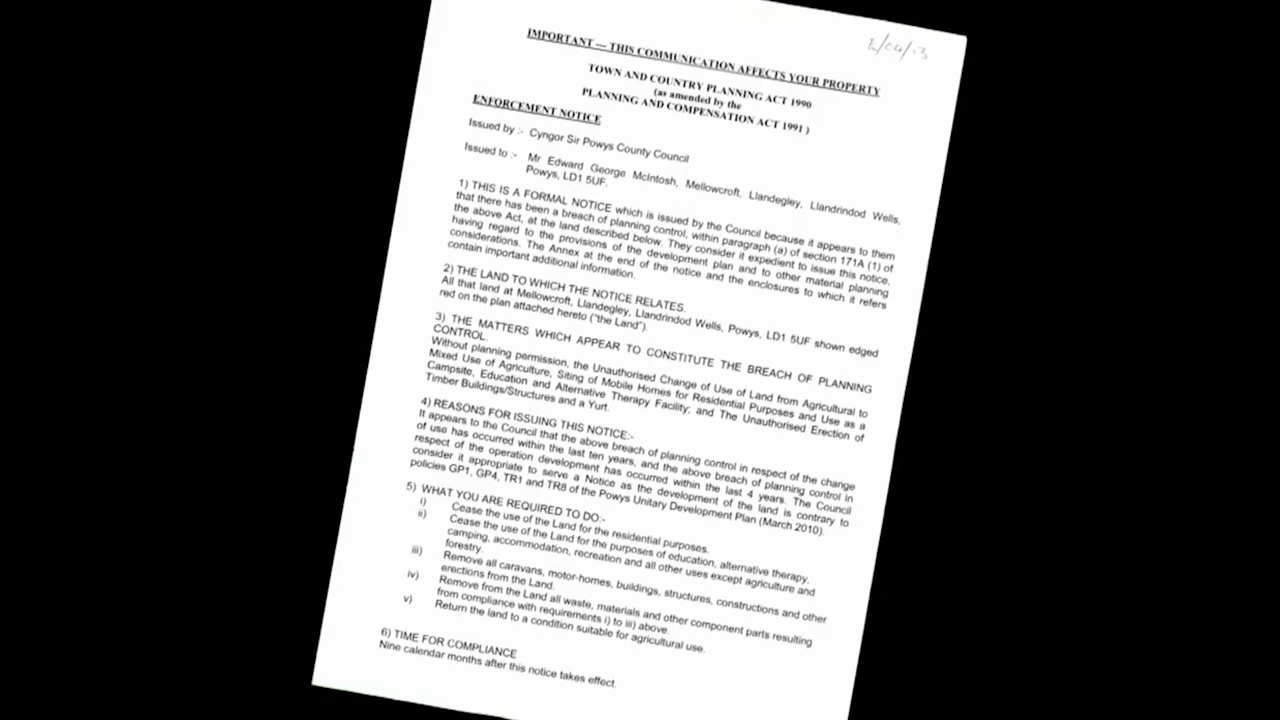 IMPORTANT --- THIS COMMUNICATION AFFECTS YOUR PROPERTY
TOWN AND COUNTRY PLANNING ACT 1990
(as amended by the
PLANNING AND COMPENSATION ACT 1991 )
ENFORCEMENT NOTICE
Issued by :- Cyngor Sir Powys County Council
Issued to :- Mr Edward George McIntosh, Mellowcroft, Llandegley, Llandrindod Wells,
Powys, LD1 5UF.
1) THIS IS A FORMAL NOTICE which is issued by the Council because it appears to them
that there has been a breach of planning control, within paragraph (a) of section 171A (1) of
the above Act, at the land described below. They consider it expedient to issue this notice,
having regard to the provisions of the development plan and to other material planning
considerations. The Annex at the end of the notice and the enclosures to which it refers
contain important additional information.
2) THE LAND TO WHICH THE NOTICE RELATES.
All that land at Mellowcroft, Llandegley, Llandrindod Wells, Powys, LD1 5UF shown edged
red on the plan attached hereto ("the Land").
3) THE MATTERS WHICH APPEAR TO CONSTITUTE THE BREACH OF PLANNING
CONTROL.
Without planning permission, the Unauthorised Change of Use of Land from Agricultural to
Mixed Use of Agriculture, Siting of Mobile Homes for Residential Purposes and Use as a
Campsite, Education and Alternative Therapy Facility; and The Unauthorised Erection of
Timber Buildings/Structures and a Yurt.
4) REASONS FOR ISSUING THIS NOTICE:-
It appears to the Council that the above breach of planning control in respect of the change
of use has occurred within the last ten years, and the above breach of planning control in
respect of the operation development has occurred within the last 4 years. The Council
consider it appropriate to serve a Notice as the development of the land is contrary to
policies GP1, GP4, TR1 and TR8 of the Powys Unitary Development Plan (March 2010).
5) WHAT YOU ARE REQUIRED TO DO:-
i) Cease the use of the Land for the residential purposes.
ii) Cease the use of the Land for the purposes of education, alternative therapy,
camping, accommodation, recreation and all other uses except agriculture and
forestry.
iii) Remove all caravans, motor-homes, buildings, structures, constructions and other
erections from the Land.
iv) Remove from the Land all waste, materials and other component parts resulting
from compliance with requirements i) to iii) above.
v) Return the land to a condition suitable for agricultural use.
6) TIME FOR COMPLIANCE
Nine calendar months after this notice takes effect.